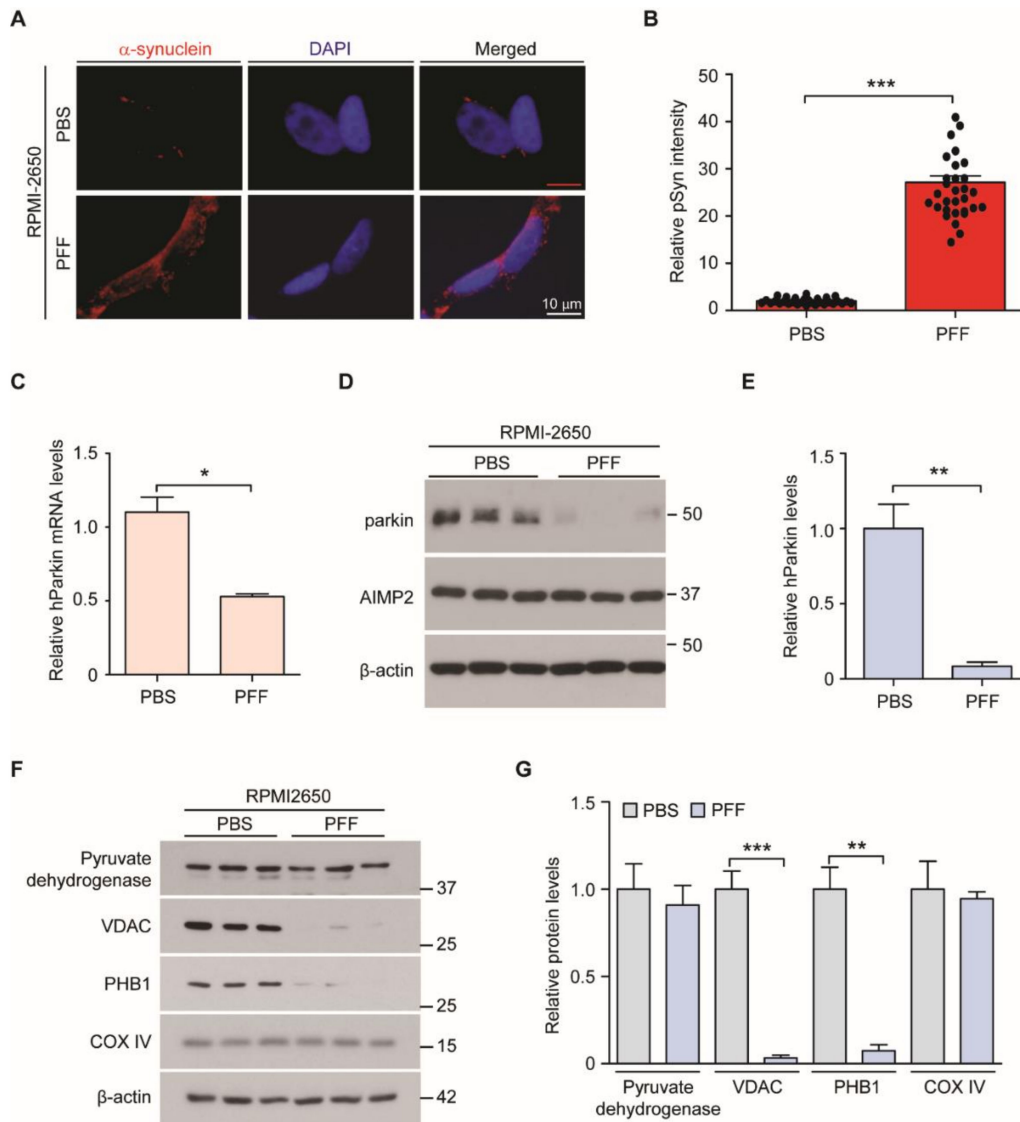 A
α-synuclein
DAPI
Merged
RPMI-2650
PBS
PFF
10 µm
B
Relative pSyn intensity
50
40
30
20
10
0
***
PBS
PFF
C
Relative hParkin mRNA levels
1.5
1.0
0.5
0
*
PBS
PFF
D
RPMI-2650
PBS
PFF
parkin
50
AIMP2
37
50
β-actin
E
Relative hParkin levels
1.5
1.0
1.5
0
**
PBS
PFF
F
RPMI2650
PBS
PFF
Pyruvate
dehydrogenase
37
VDAC
25
PHB1
25
COX IV
15
β-actin
42
G
Relative protein levels
1.5
1.0
0.5
0
PBS
PFF
***
**
Pyruvate
dehydrogenase
VDAC
PHB1
COX IV